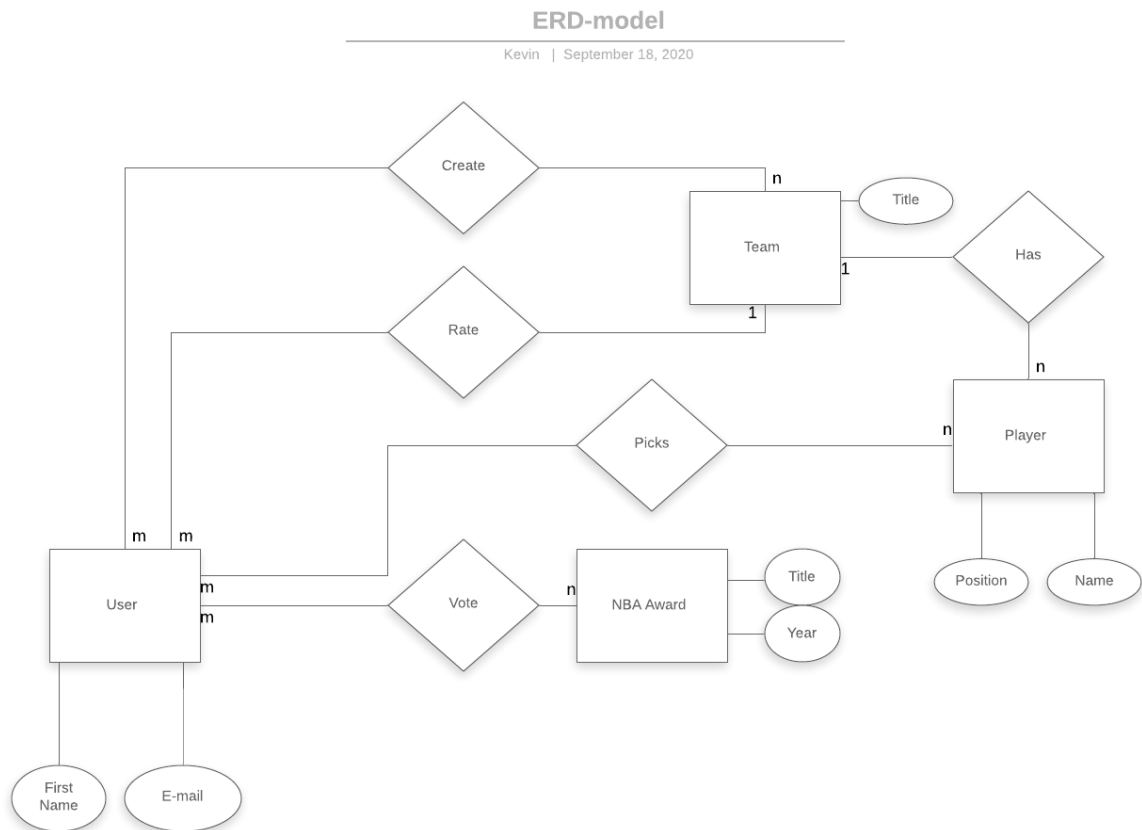 ERD-model
Kevin | September 18, 2020
Create
n
Title
Team
Has
1
1
Rate
n
Picks
n
Player
m
m
User
m
m
Vote
n
NBA Award
Title
Year
Position
Name
First
Name
E-mail